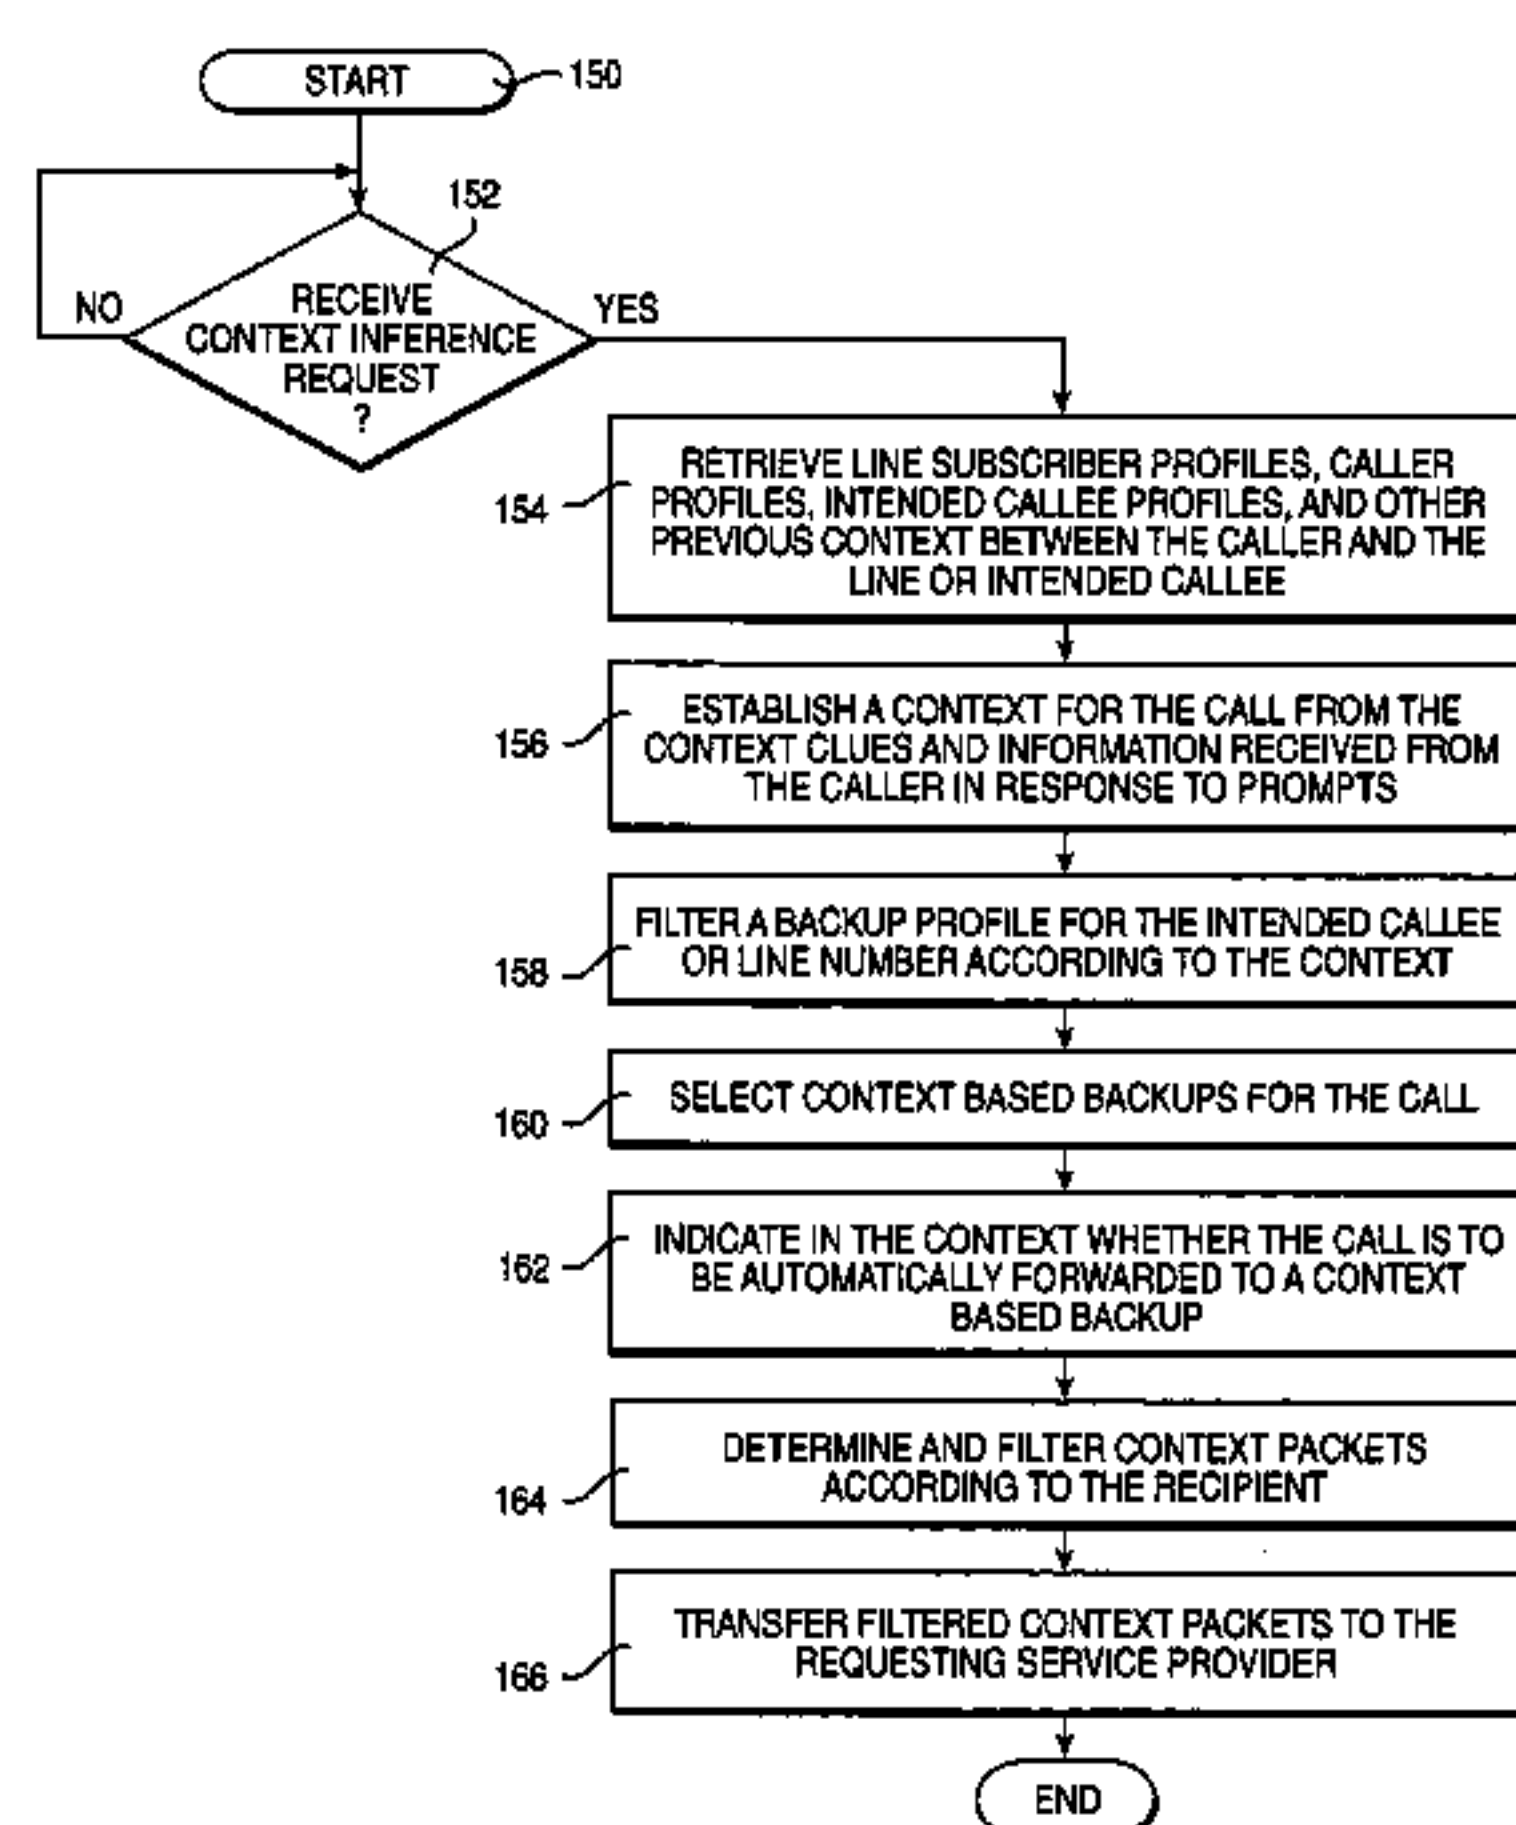 START
150
152
NO
YES
RECEIVE
CONTEXT INFERENCE
REQUEST
?
154
RETRIEVE LINE SUBSCRIBER PROFILES, CALLER
PROFILES, INTENDED CALLEE PROFILES, AND OTHER
PREVIOUS CONTEXT BETWEEN THE CALLER AND THE
LINE OR INTENDED CALLEE
156
ESTABLISH A CONTEXT FOR THE CALL FROM THE
CONTEXT CLUES AND INFORMATION RECEIVED FROM
THE CALLER IN RESPONSE TO PROMPTS
158
FILTER A BACKUP PROFILE FOR THE INTENDED CALLEE
OR LINE NUMBER ACCORDING TO THE CONTEXT
160
SELECT CONTEXT BASED BACKUPS FOR THE CALL
162
INDICATE IN THE CONTEXT WHETHER THE CALL IS TO
BE AUTOMATICALLY FORWARDED TO A CONTEXT
BASED BACKUP
164
DETERMINE AND FILTER CONTEXT PACKETS
ACCORDING TO THE RECIPIENT
166
TRANSFER FILTERED CONTEXT PACKETS TO THE
REQUESTING SERVICE PROVIDER
END